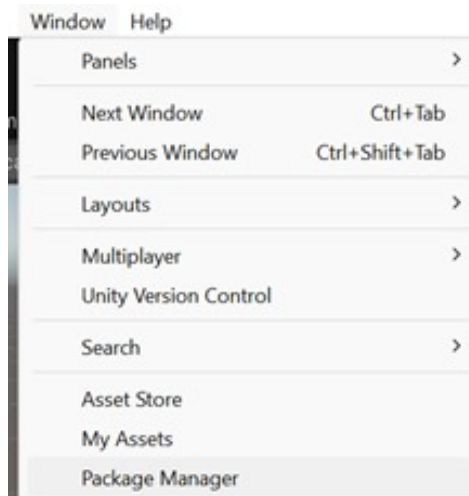 Window Help
Panels >
Next Window Ctrl+Tab
Previous Window Ctrl+Shift+Tab
Layouts >
Multiplayer >
Unity Version Control
Search >
Asset Store
My Assets
Package Manager